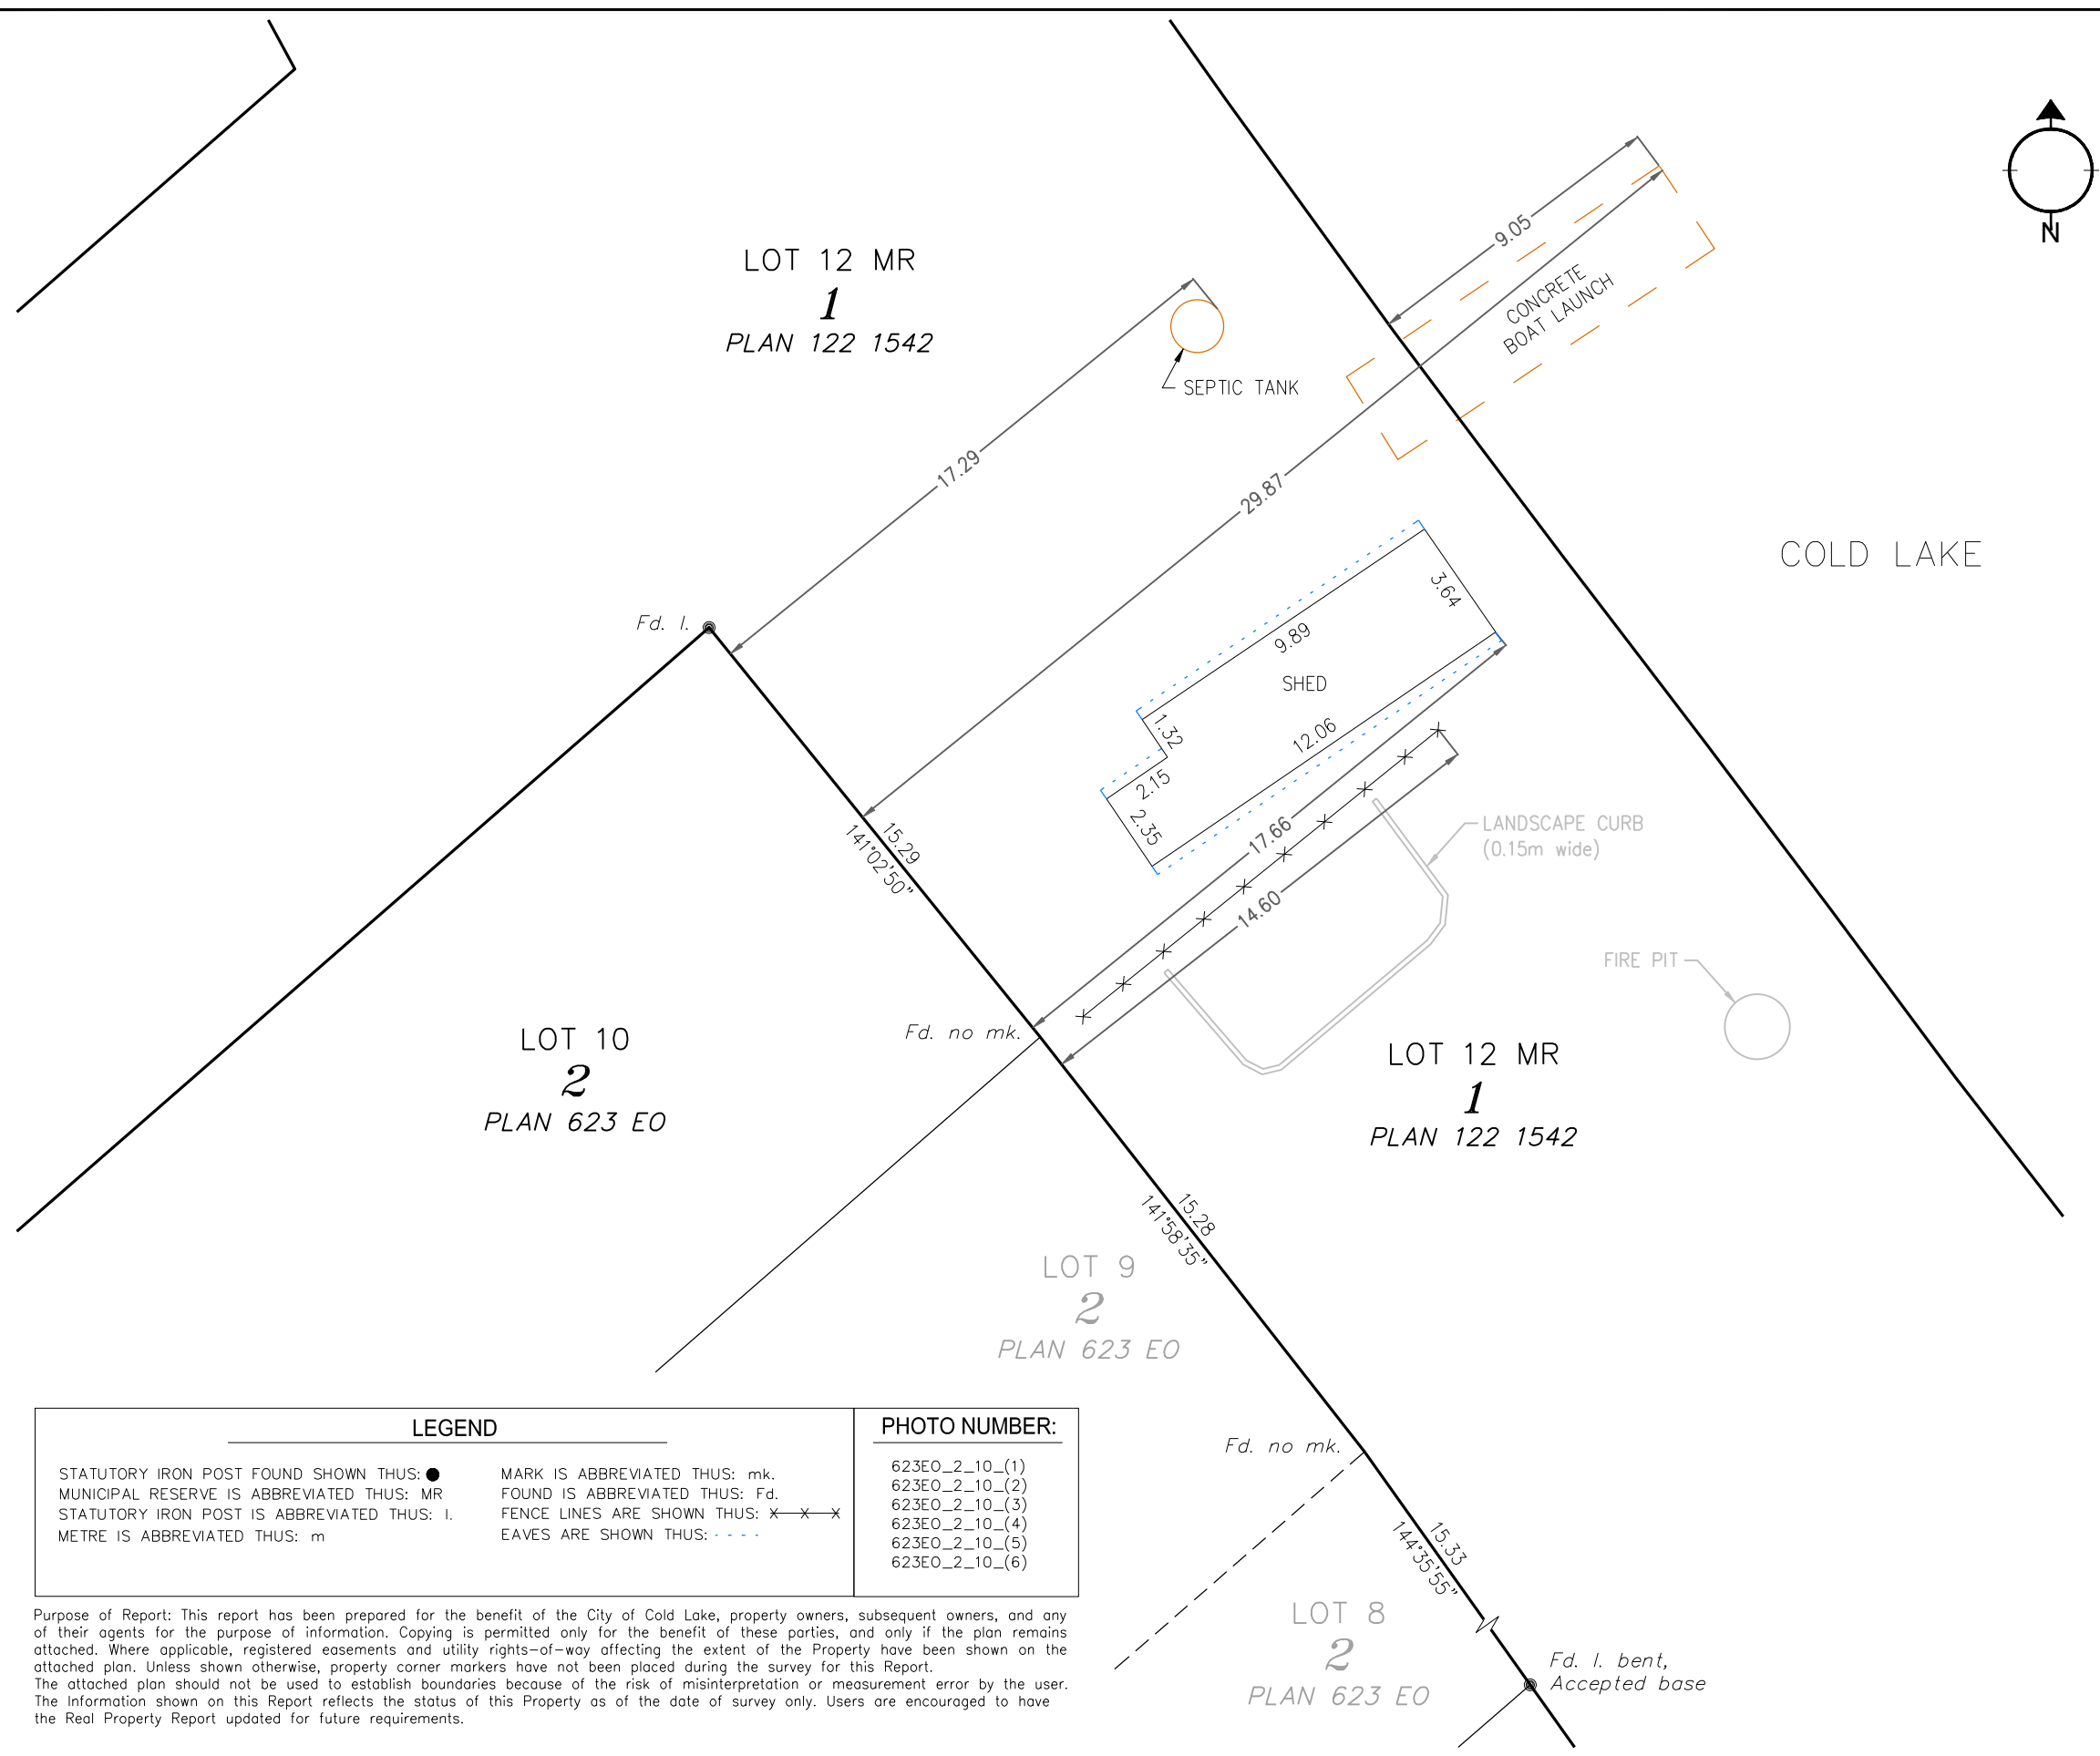 N
9.05
CONCRETE
BOAT LAUNCH
LOT 12 MR
1
PLAN 122 1542
SEPTIC TANK
17.29
29.87
COLD LAKE
Fd. I.
3.64
9.89
SHED
1.32
12.06
2.15
2.35
17.66
14.60
LANDSCAPE CURB
(0.15m wide)
15.29
141°02'50"
FIRE PIT
Fd. no mk.
LOT 10
2
PLAN 623 EO
LOT 12 MR
1
PLAN 122 1542
15.28
141°58'35"
LOT 9
2
PLAN 623 EO
Fd. no mk.
15.33
144°35'55"
LOT 8
2
PLAN 623 EO
Fd. I. bent,
Accepted base
LEGEND
STATUTORY IRON POST FOUND SHOWN THUS:
MUNICIPAL RESERVE IS ABBREVIATED THUS: MR
STATUTORY IRON POST IS ABBREVIATED THUS: I.
METRE IS ABBREVIATED THUS: m
MARK IS ABBREVIATED THUS: mk.
FOUND IS ABBREVIATED THUS: Fd.
FENCE LINES ARE SHOWN THUS:
EAVES ARE SHOWN THUS:
PHOTO NUMBER:
623EO_2_10_(1)
623EO_2_10_(2)
623EO_2_10_(3)
623EO_2_10_(4)
623EO_2_10_(5)
623EO_2_10_(6)
Purpose of Report: This report has been prepared for the benefit of the City of Cold Lake, property owners, subsequent owners, and any
of their agents for the purpose of information. Copying is permitted only for the benefit of these parties, and only if the plan remains
attached. Where applicable, registered easements and utility rights-of-way affecting the extent of the Property have been shown on the
attached plan. Unless shown otherwise, property corner markers have not been placed during the survey for this Report.
The attached plan should not be used to establish boundaries because of the risk of misinterpretation or measurement error by the user.
The Information shown on this Report reflects the status of this Property as of the date of survey only. Users are encouraged to have
the Real Property Report updated for future requirements.